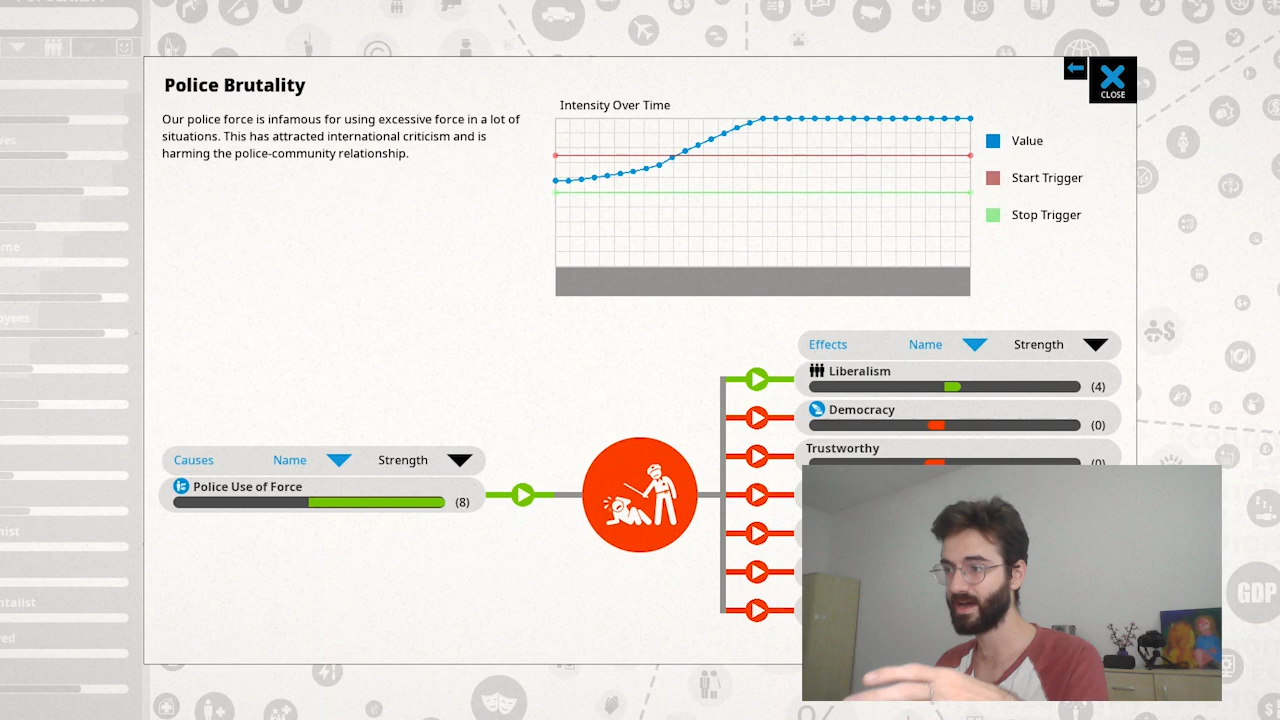 Police Brutality
Our police force is infamous for using excessive force in a lot of
situations. This has attracted international criticism and is
harming the police-community relationship.
Intensity Over Time
Value
Start Trigger
Stop Trigger
CLOSE
Causes Name Strength
Police Use of Force
(8)
Effects Name Strength
Liberalism
(4)
Democracy
(0)
Trustworthy
(0)
GDP